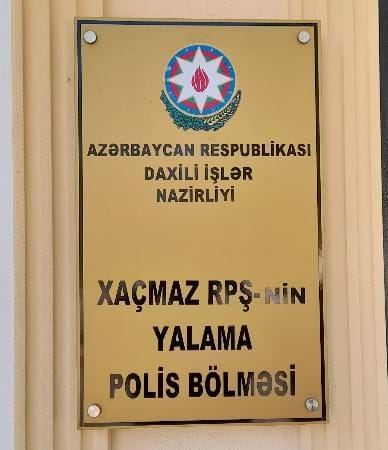 AZƏRBAYCAN RESPUBLİKASI
DAXİLİ İŞLƏR
NAZİRLİYİ
XAÇMAZ RPŞ-NİN
YALAMA
POLİS BÖLMƏSİ